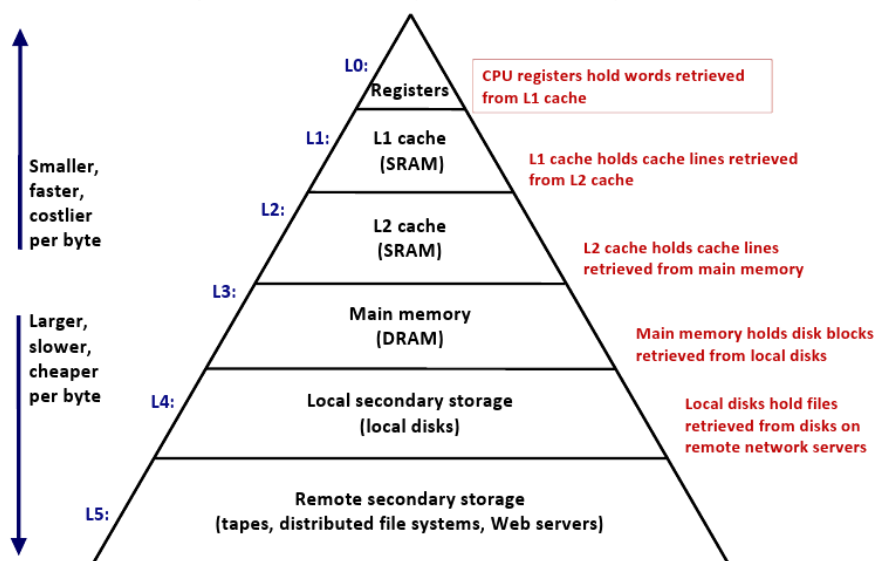 L0:
Registers
CPU registers hold words retrieved
from L1 cache
L1:
L1 cache
(SRAM)
L1 cache holds cache lines retrieved
from L2 cache
Smaller,
faster,
costlier
per byte
L2:
L2 cache
(SRAM)
L2 cache holds cache lines
retrieved from main memory
L3:
Main memory
(DRAM)
Main memory holds disk blocks
retrieved from local disks
Larger,
slower,
cheaper
per byte
L4:
Local secondary storage
(local disks)
Local disks hold files
retrieved from disks on
remote network servers
L5:
Remote secondary storage
(tapes, distributed file systems, Web servers)